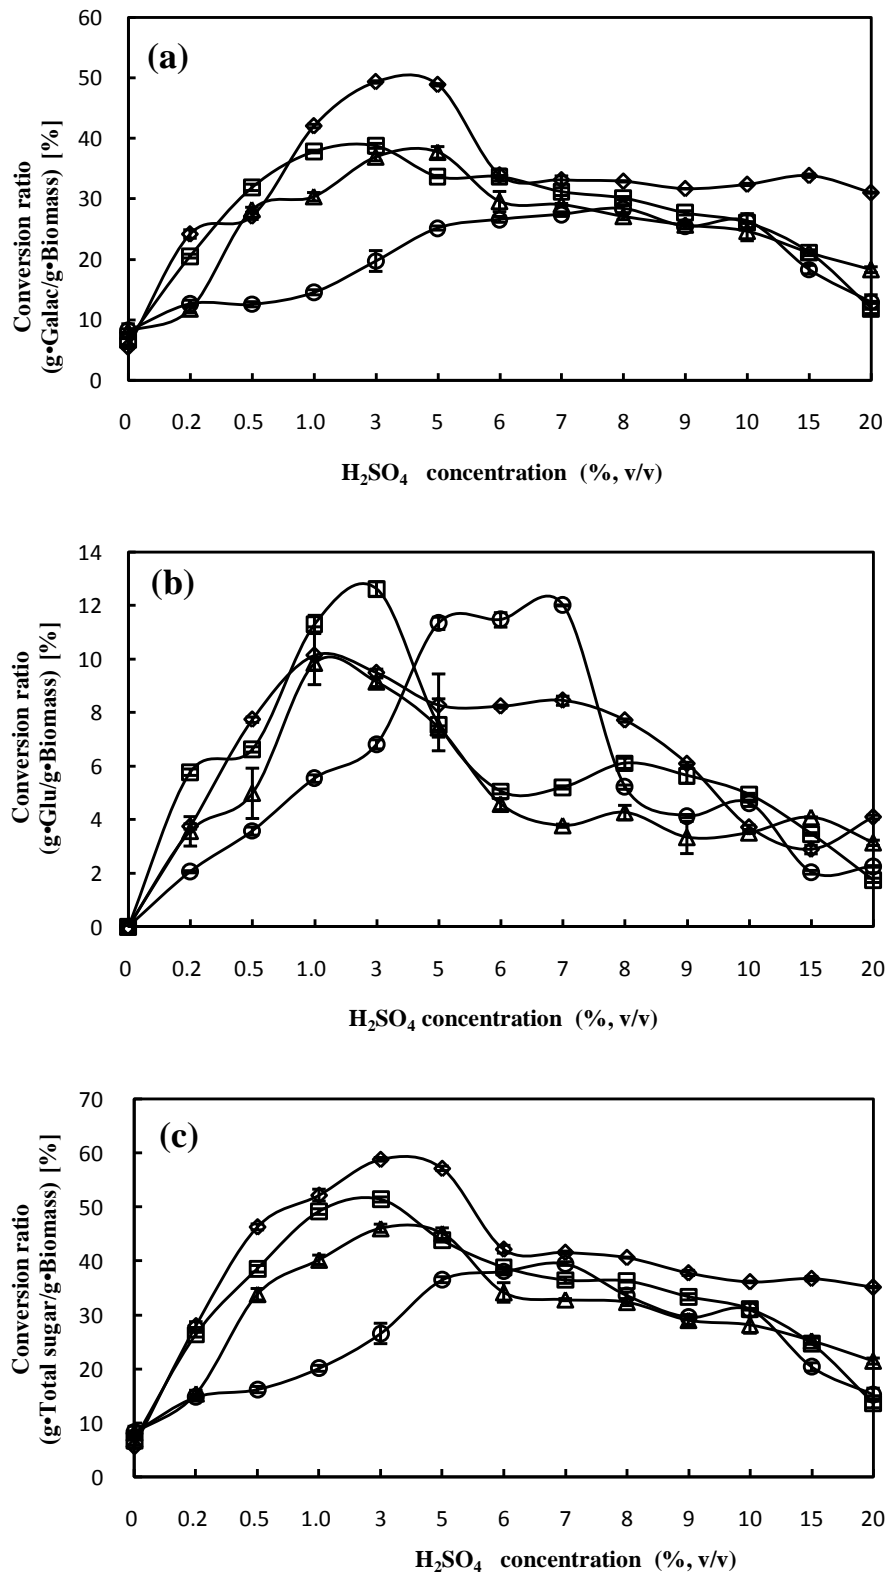 (a)
60
50
40
30
20
10
0
Conversion ratio
(g•Galac/g•Biomass) [%]
0 0.2 0.5 1.0 3 5 6 7 8 9 10 15 20
H₂SO₄ concentration (%, v/v)
(b)
14
12
10
8
6
4
2
0
Conversion ratio
(g•Glu/g•Biomass) [%]
0 0.2 0.5 1.0 3 5 6 7 8 9 10 15 20
H₂SO₄ concentration (%, v/v)
(c)
70
60
50
40
30
20
10
0
Conversion ratio
(g•Total sugar/g•Biomass) [%]
0 0.2 0.5 1.0 3 5 6 7 8 9 10 15 20
H₂SO₄ concentration (%, v/v)